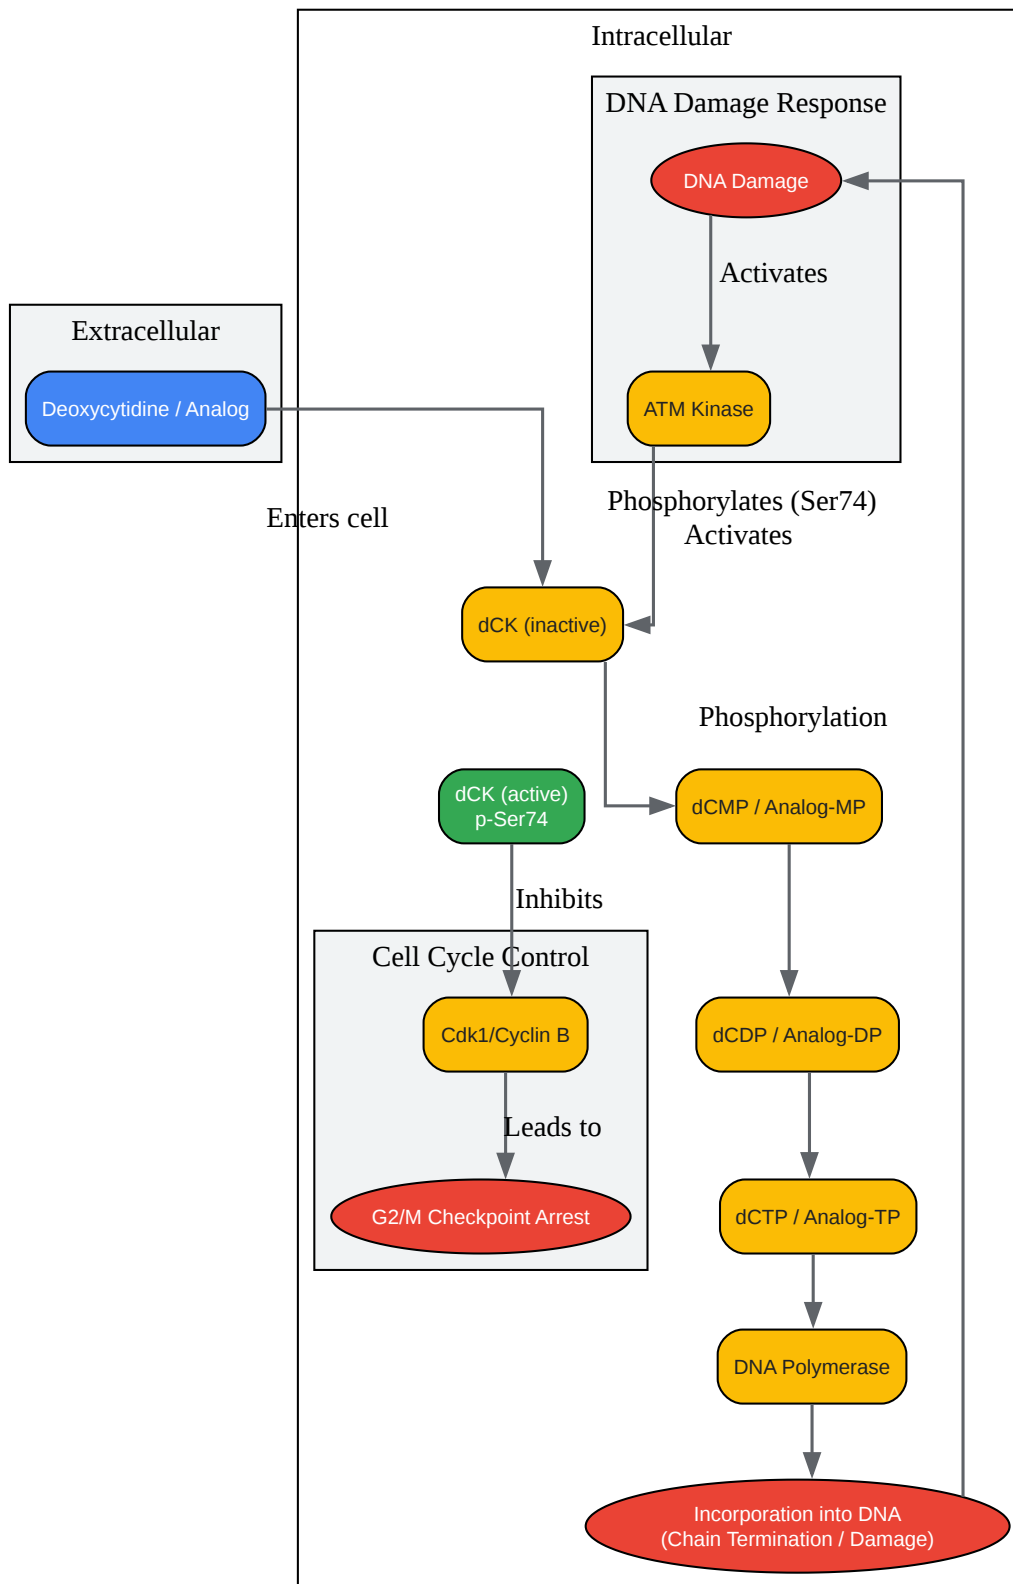 Intracellular
DNA Damage Response
DNA Damage
Activates
Extracellular
Deoxycytidine / Analog
ATM Kinase
Enters cell
Phosphorylates (Ser74)
Activates
dCK (inactive)
Phosphorylation
dCK (active)
p-Ser74
dCMP / Analog-MP
Inhibits
Cell Cycle Control
Cdk1/Cyclin B
dCDP / Analog-DP
Leads to
G2/M Checkpoint Arrest
dCTP / Analog-TP
DNA Polymerase
Incorporation into DNA
(Chain Termination / Damage)